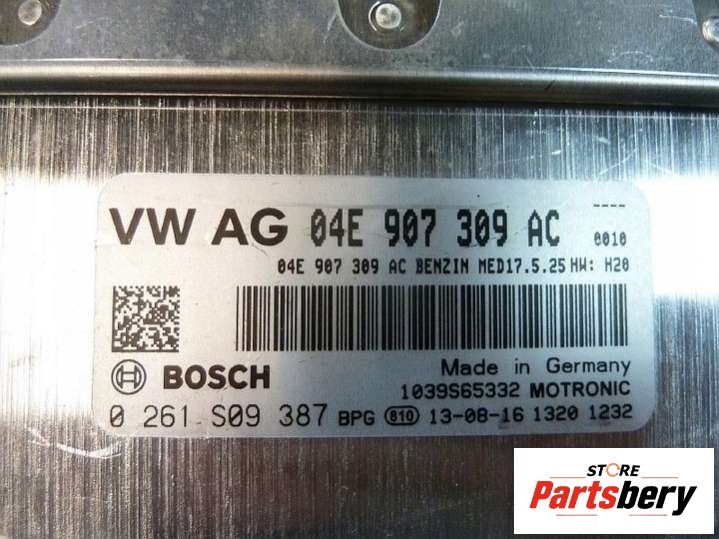 ----
VW AG 04E 907 309 AC 0010
04E 907 309 AC BENZIN MED17.5.25 HW: H20
Made in Germany
BOSCH 1039S65332 MOTRONIC
0 261 S09 387 BPG 810 13-08-16 1320 1232
STORE
Partsbery